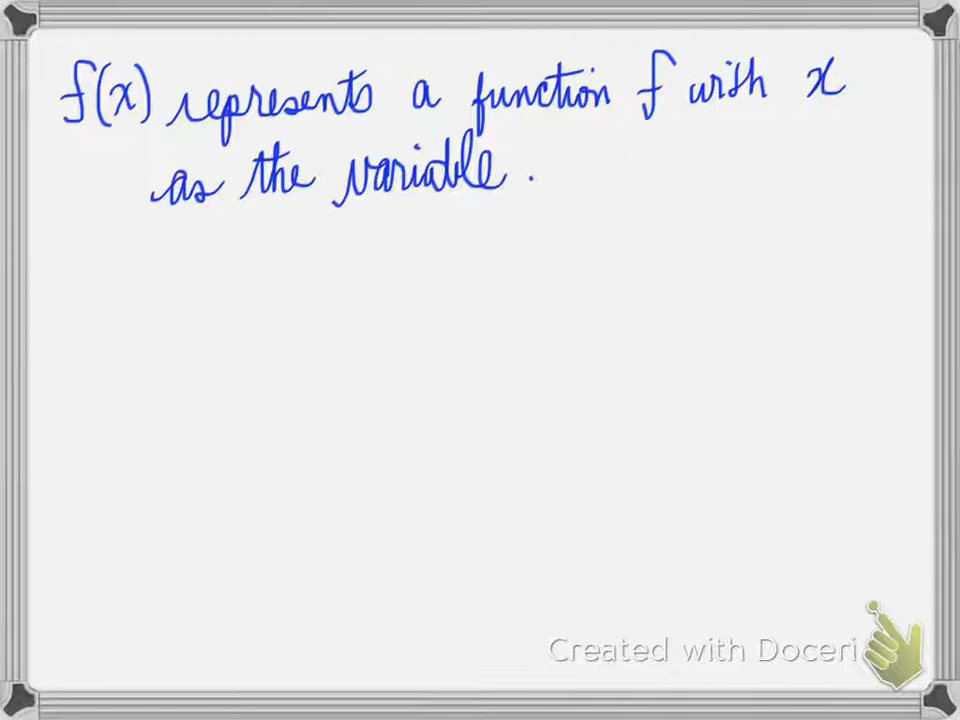 f(x) represents a function f with x
as the variable.
Created with Doceri